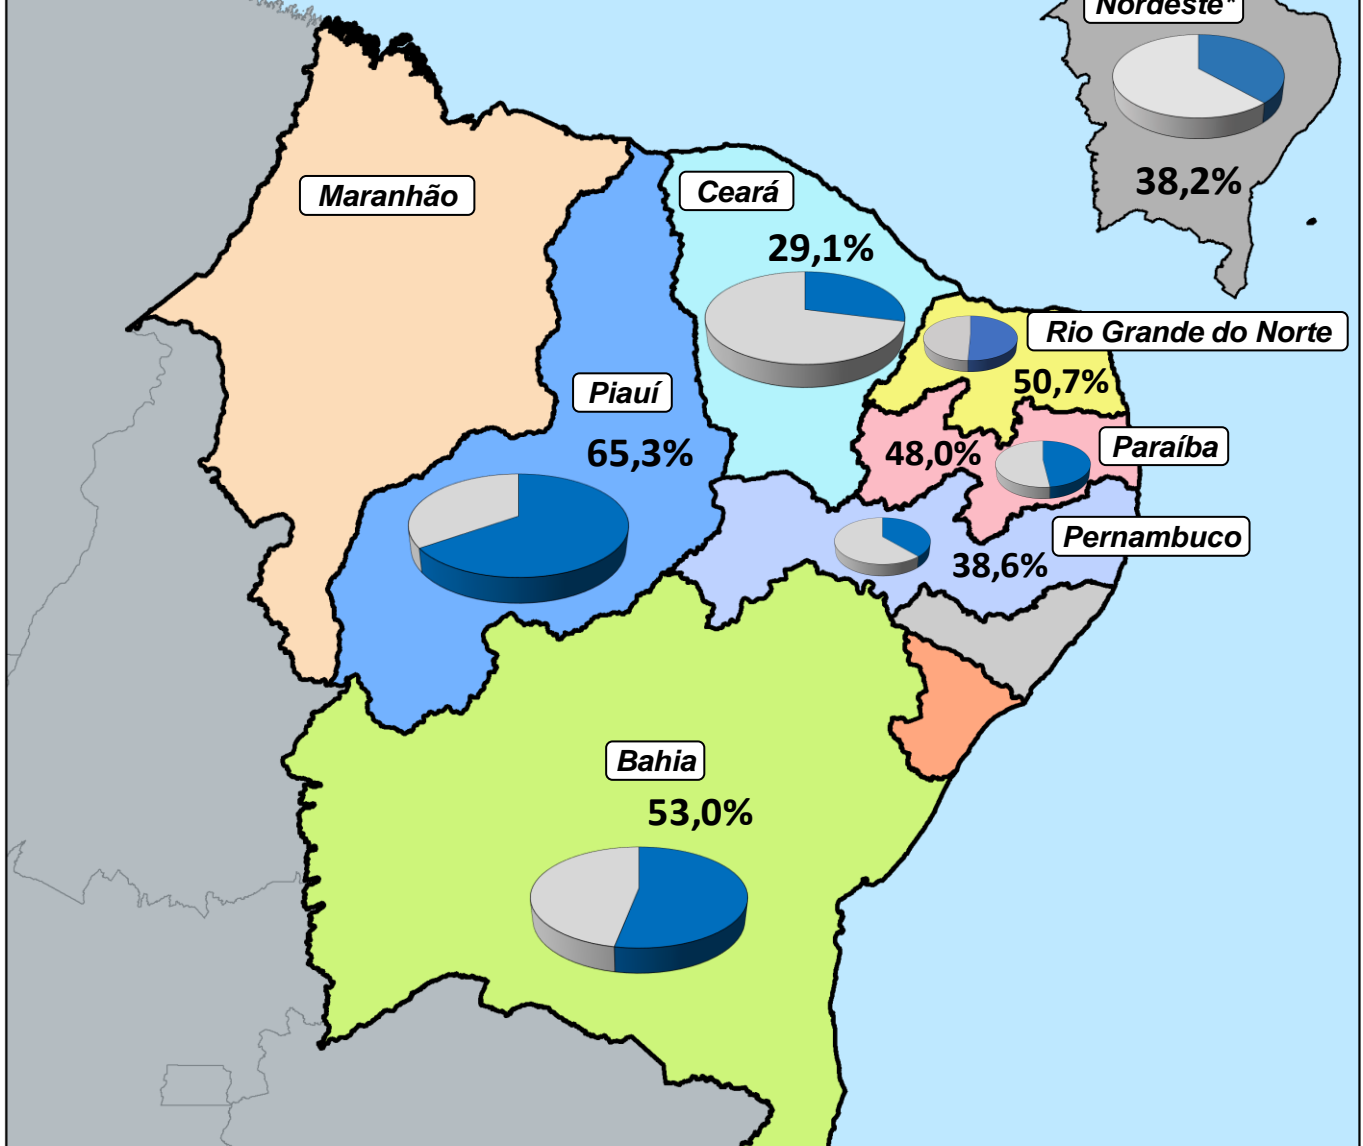 Nordeste*
38,2%
Maranhão
Ceará
29,1%
Rio Grande do Norte
50,7%
Piauí
65,3%
48,0%
Paraíba
Pernambuco
38,6%
Bahia
53,0%